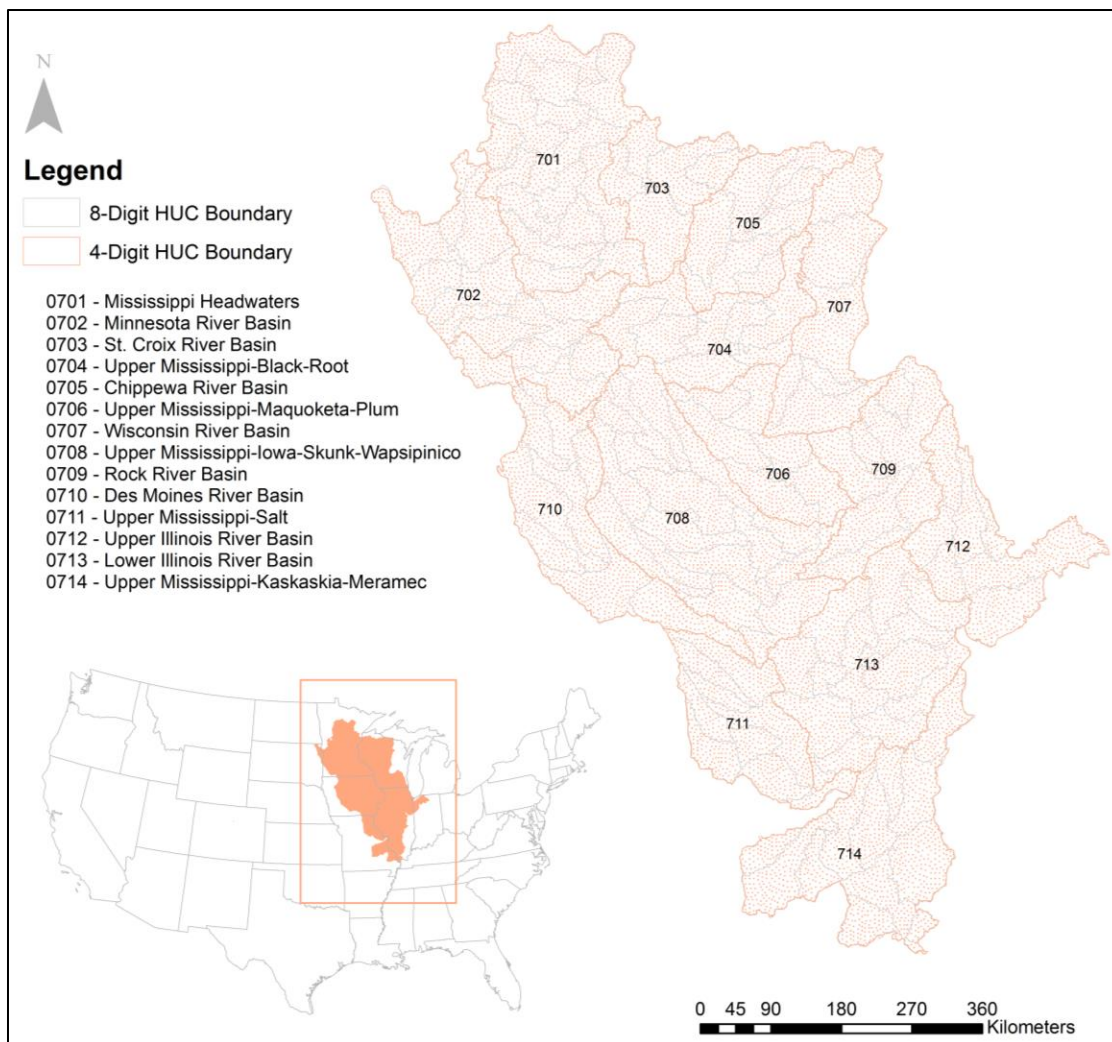 N
Legend
8-Digit HUC Boundary
4-Digit HUC Boundary
0701 - Mississippi Headwaters
0702 - Minnesota River Basin
0703 - St. Croix River Basin
0704 - Upper Mississippi-Black-Root
0705 - Chippewa River Basin
0706 - Upper Mississippi-Maquoketa-Plum
0707 - Wisconsin River Basin
0708 - Upper Mississippi-Iowa-Skunk-Wapsipinico
0709 - Rock River Basin
0710 - Des Moines River Basin
0711 - Upper Mississippi-Salt
0712 - Upper Illinois River Basin
0713 - Lower Illinois River Basin
0714 - Upper Mississippi-Kaskaskia-Meramec
701
703
705
702
707
704
706
709
710
708
712
713
711
714
0 45 90 180 270 360
Kilometers